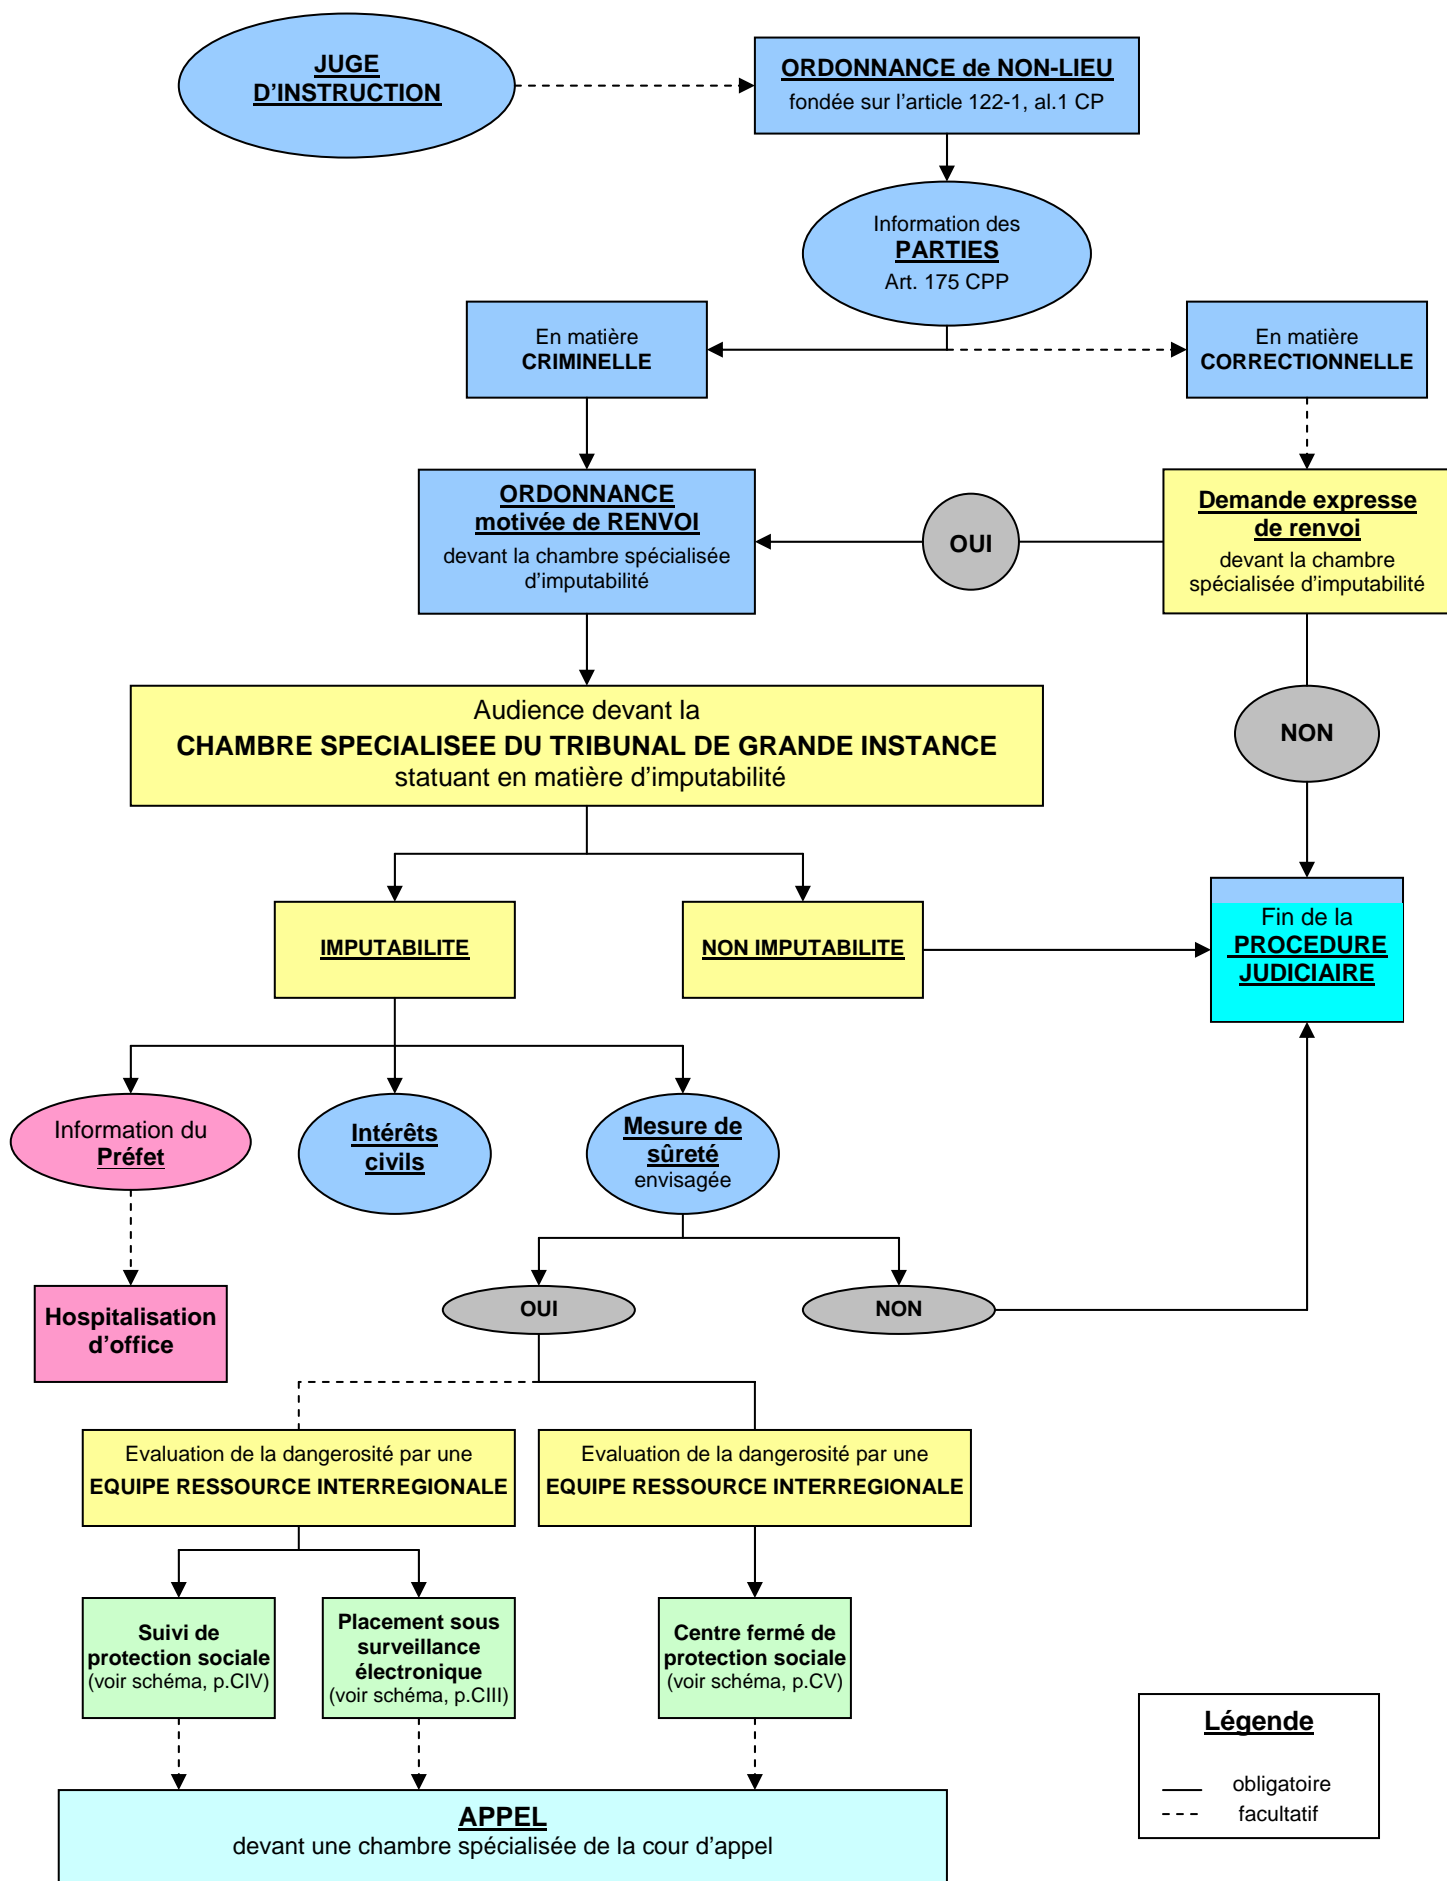 JUGE
D'INSTRUCTION
ORDONNANCE de NON-LIEU
fondée sur l'article 122-1, al.1 CP
Information des
PARTIES
Art. 175 CPP
En matière
CRIMINELLE
En matière
CORRECTIONNELLE
ORDONNANCE
motivée de RENVOI
devant la chambre spécialisée
d'imputabilité
OUI
Demande expresse
de renvoi
devant la chambre
spécialisée d'imputabilité
Audience devant la
CHAMBRE SPECIALISEE DU TRIBUNAL DE GRANDE INSTANCE
statuant en matière d'imputabilité
NON
IMPUTABILITE
NON IMPUTABILITE
Fin de la
PROCEDURE
JUDICIAIRE
Information du
Préfet
Intérêts
civils
Mesure de
sûreté
envisagée
Hospitalisation
d'office
OUI
NON
Evaluation de la dangerosité par une
EQUIPE RESSOURCE INTERREGIONALE
Evaluation de la dangerosité par une
EQUIPE RESSOURCE INTERREGIONALE
Suivi de
protection sociale
(voir schéma, p.CIV)
Placement sous
surveillance
électronique
(voir schéma, p.CIII)
Centre fermé de
protection sociale
(voir schéma, p.CV)
Légende
obligatoire
facultatif
APPEL
devant une chambre spécialisée de la cour d'appel